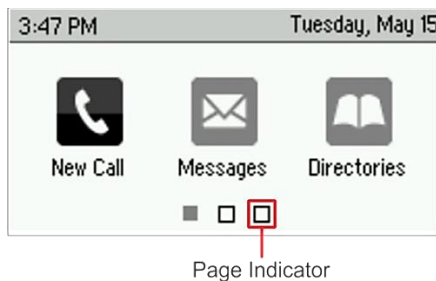 3:47 PM Tuesday, May 15
New Call Messages Directories
Page Indicator